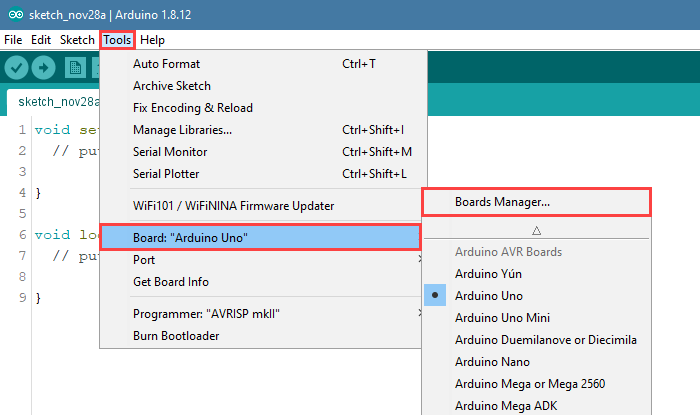 sketch_nov28a | Arduino 1.8.12
File Edit Sketch Tools Help
Auto Format Ctrl+T
Archive Sketch
Fix Encoding & Reload
Manage Libraries... Ctrl+Shift+I
Serial Monitor Ctrl+Shift+M
Serial Plotter Ctrl+Shift+L
WiFi101 / WiFiNINA Firmware Updater
Board: "Arduino Uno"
Port
Get Board Info
Programmer: "AVRISP mkII"
Burn Bootloader
Boards Manager...
Arduino AVR Boards
Arduino Yún
Arduino Uno
Arduino Uno Mini
Arduino Duemilanove or Diecimila
Arduino Nano
Arduino Mega or Mega 2560
Arduino Mega ADK
sketch_nov28a
1 void se
2 // pu
3
4 }
5
6 void lo
7 // pu
8
9 }